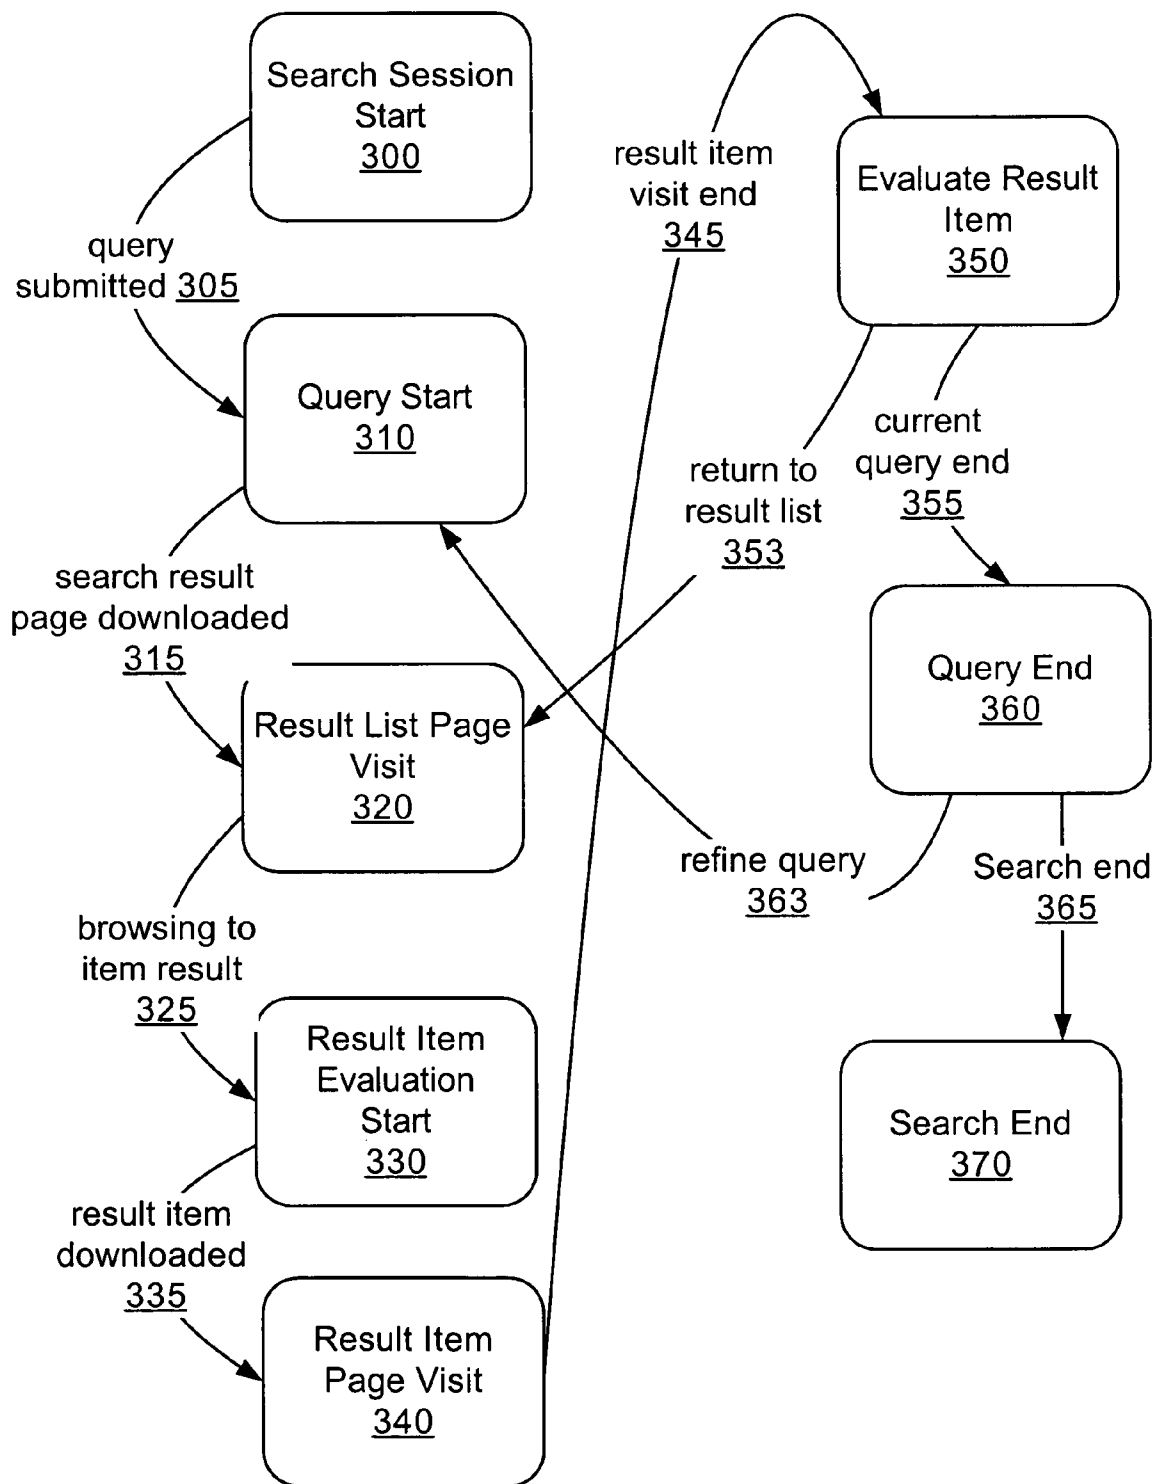 Search Session
Start
300
query
submitted 305
Query Start
310
search result
page downloaded
315
Result List Page
Visit
320
browsing to
item result
325
Result Item
Evaluation
Start
330
result item
downloaded
335
Result Item
Page Visit
340
result item
visit end
345
Evaluate Result
Item
350
return to
result list
353
current
query end
355
Query End
360
refine query
363
Search end
365
Search End
370